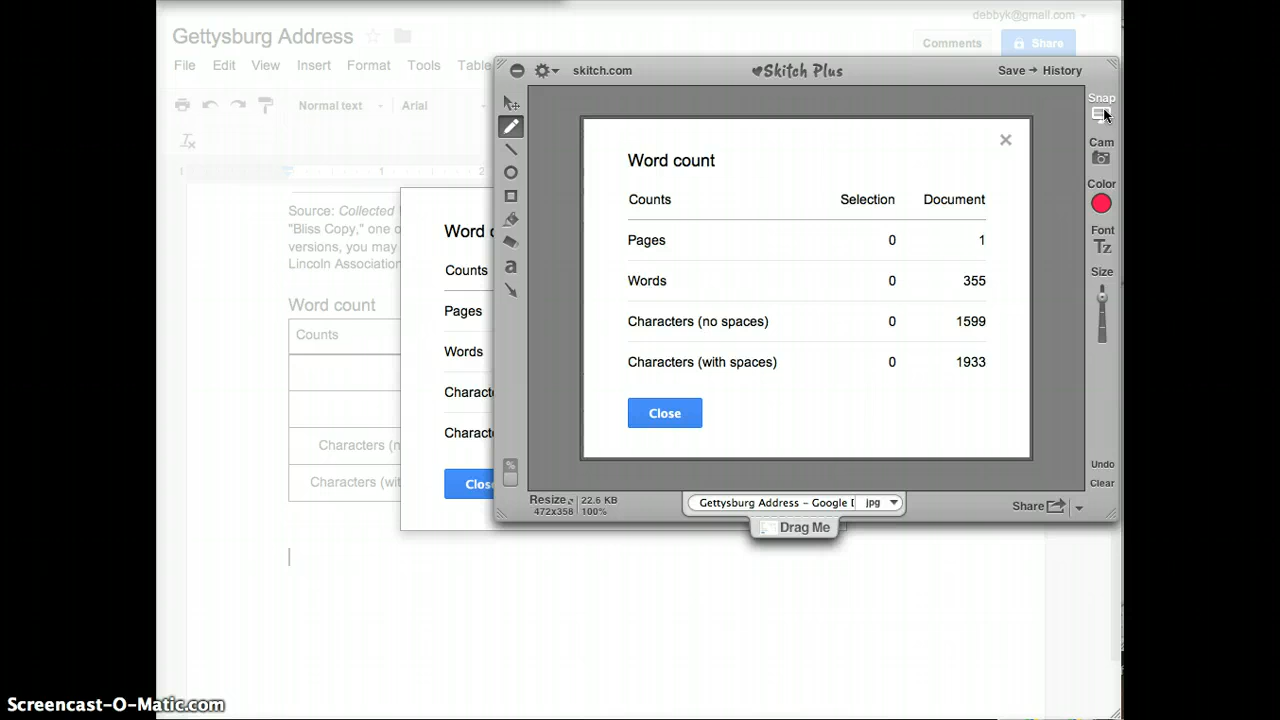 debbyk@gmail.com
Gettysburg Address
Comments
Share
File Edit View Insert Format Tools Table
Normal text
Arial
1
2
Source: Collected
"Bliss Copy," one o
versions, you may
Lincoln Association
Word count
Counts
Characters (n
Characters (wit
Word c
Counts
Pages
Words
Characte
Characte
Close
skitch.com
Skitch Plus
Save → History
Snap
Cam
Color
Font
Tz
Size
Undo
Clear
a
%
Word count
Counts Selection Document
Pages 0 1
Words 0 355
Characters (no spaces) 0 1599
Characters (with spaces) 0 1933
Close
Resize 22.6 KB
472x358 100%
Gettysburg Address – Google D jpg
Share
Drag Me
Screencast-O-Matic.com